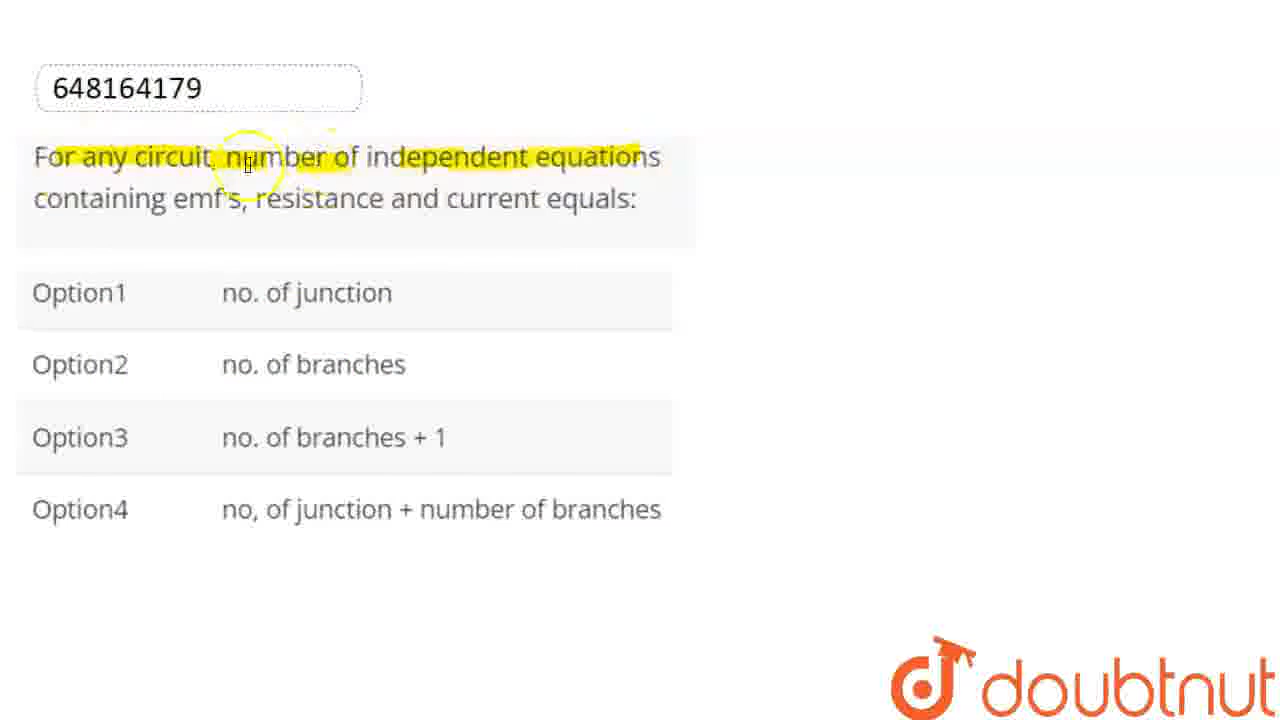 648164179
For any circuit, number of independent equations
containing emf's, resistance and current equals:
Option1 no. of junction
Option2 no. of branches
Option3 no. of branches + 1
Option4 no, of junction + number of branches
doubtnut